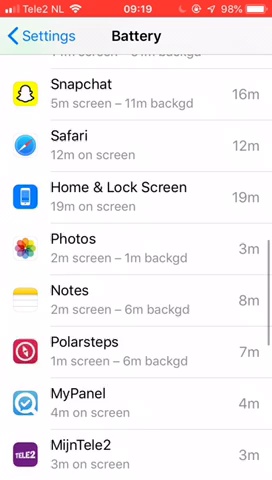 Tele2 NL 09:19 98%
Settings Battery
Snapchat
5m screen – 11m backgd 16m
Safari
12m on screen 12m
Home & Lock Screen
19m on screen 19m
Photos
2m screen – 1m backgd 3m
Notes
2m screen – 6m backgd 8m
Polarsteps
1m screen – 6m backgd 7m
MyPanel
4m on screen 4m
TELE2 MijnTele2
3m on screen 3m